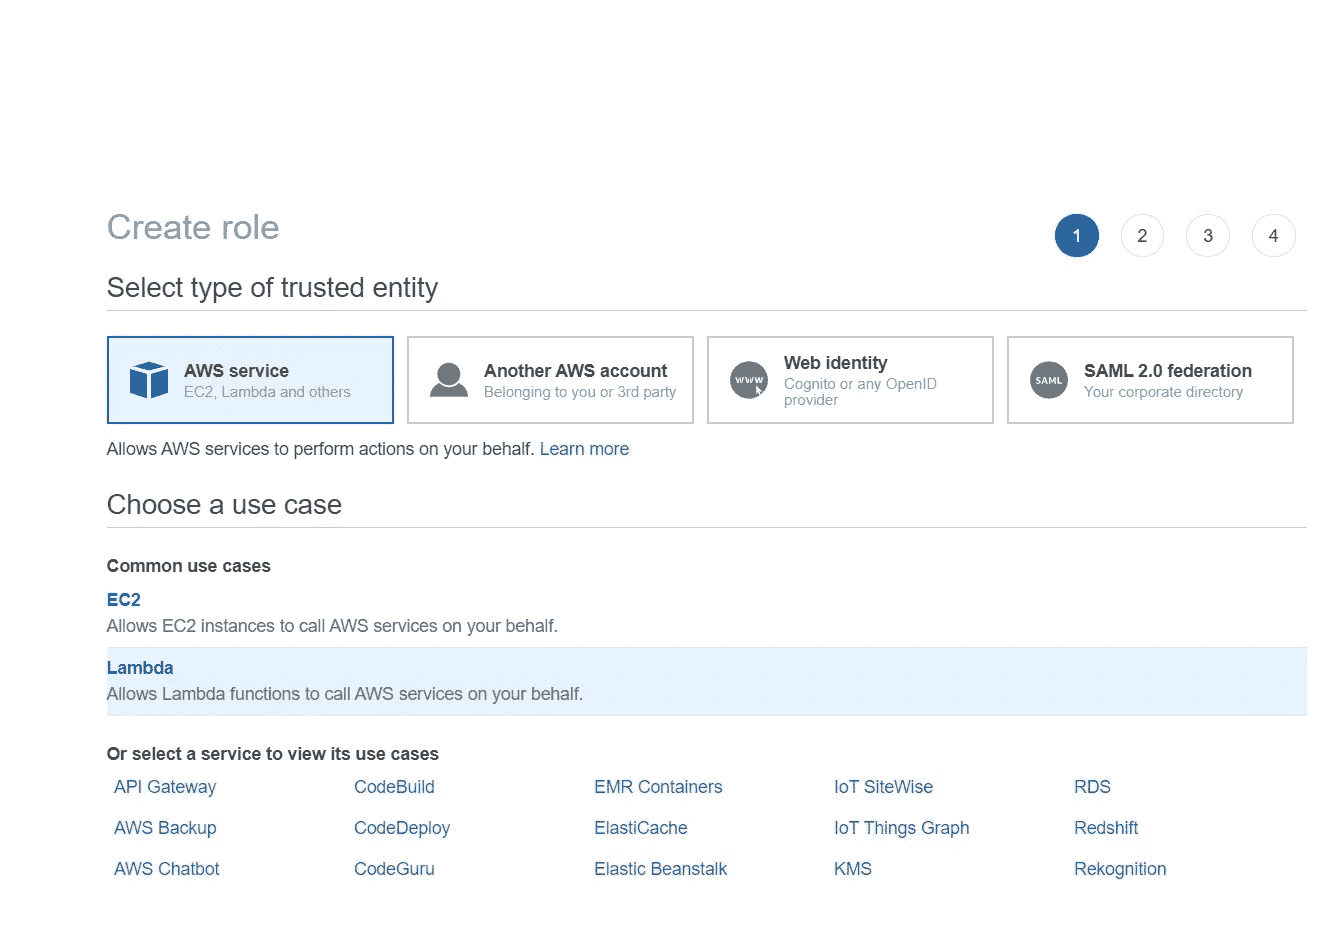 Create role
1 2 3 4
Select type of trusted entity
AWS service
EC2, Lambda and others
Another AWS account
Belonging to you or 3rd party
www
Web identity
Cognito or any OpenID
provider
SAML
SAML 2.0 federation
Your corporate directory
Allows AWS services to perform actions on your behalf. Learn more
Choose a use case
Common use cases
EC2
Allows EC2 instances to call AWS services on your behalf.
Lambda
Allows Lambda functions to call AWS services on your behalf.
Or select a service to view its use cases
API Gateway CodeBuild EMR Containers IoT SiteWise RDS
AWS Backup CodeDeploy ElastiCache IoT Things Graph Redshift
AWS Chatbot CodeGuru Elastic Beanstalk KMS Rekognition